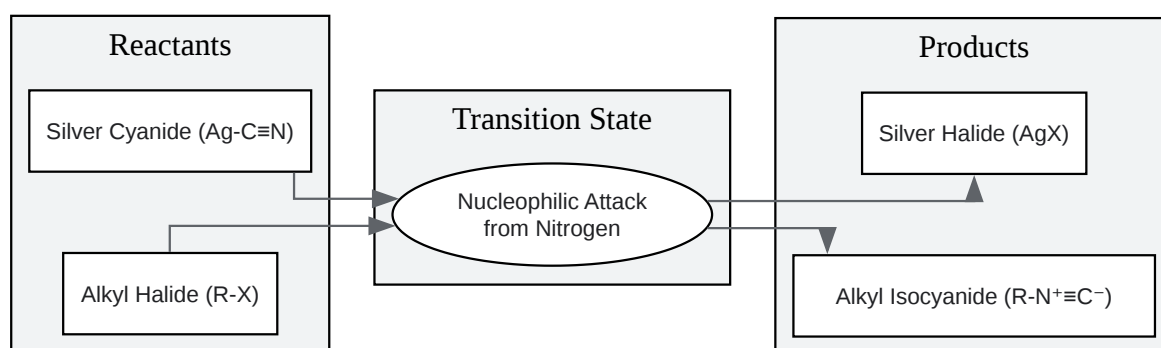 Reactants
Silver Cyanide (Ag-C≡N)
Alkyl Halide (R-X)
Transition State
Nucleophilic Attack
from Nitrogen
Products
Silver Halide (AgX)
Alkyl Isocyanide (R-N⁺≡C⁻)